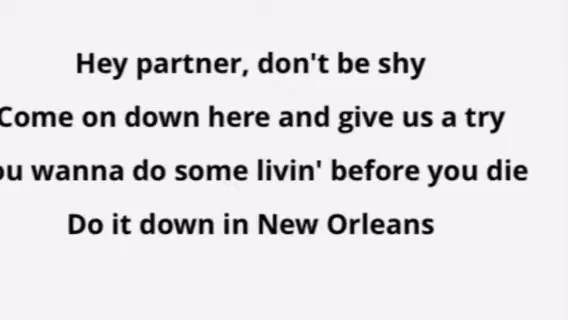 Hey partner, don't be shy
Come on down here and give us a try
ou wanna do some livin' before you die
Do it down in New Orleans